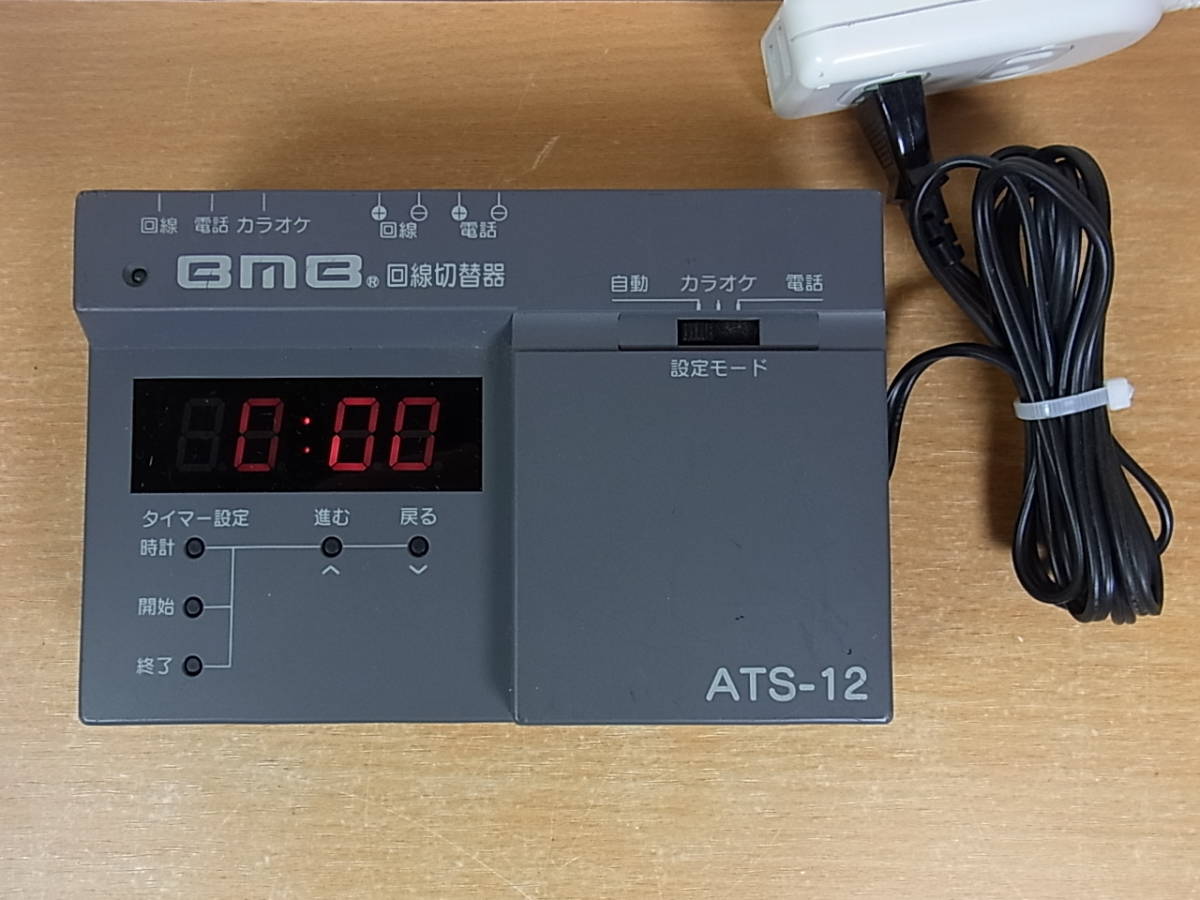 回線 電話 カラオケ ⊕ ⊖ ⊕ ⊖
回線 電話
BMB® 回線切替器
自動 カラオケ 電話
設定モード
0:00
タイマー設定 進む 戻る
時計
開始
終了
ATS-12